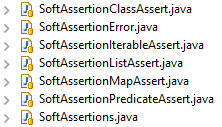 SoftAssertionClassAssert.java
SoftAssertionError.java
SoftAssertionIterableAssert.java
SoftAssertionListAssert.java
SoftAssertionMapAssert.java
SoftAssertionPredicateAssert.java
SoftAssertions.java